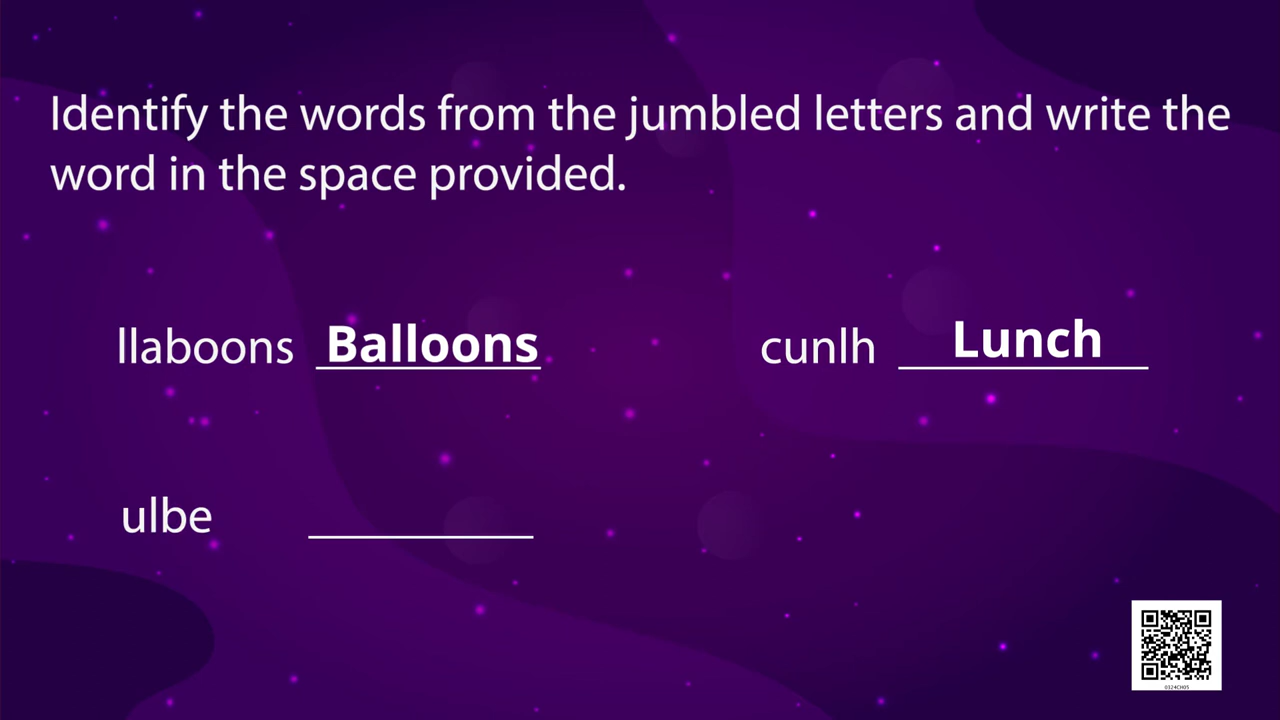 Identify the words from the jumbled letters and write the
word in the space provided.
llaboons Balloons cunlh Lunch
ulbe
0324CH05